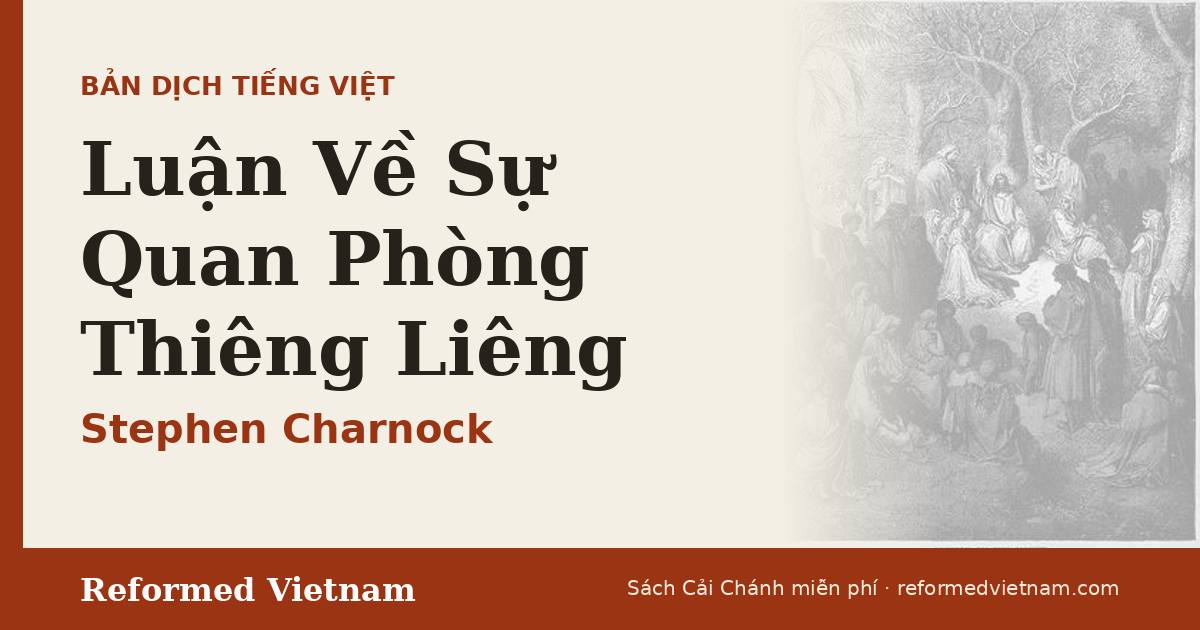 BẢN DỊCH TIẾNG VIỆT
Luận Về Sự
Quan Phòng
Thiêng Liêng
Stephen Charnock
Reformed Vietnam
Sách Cải Chánh miễn phí · reformedvietnam.com